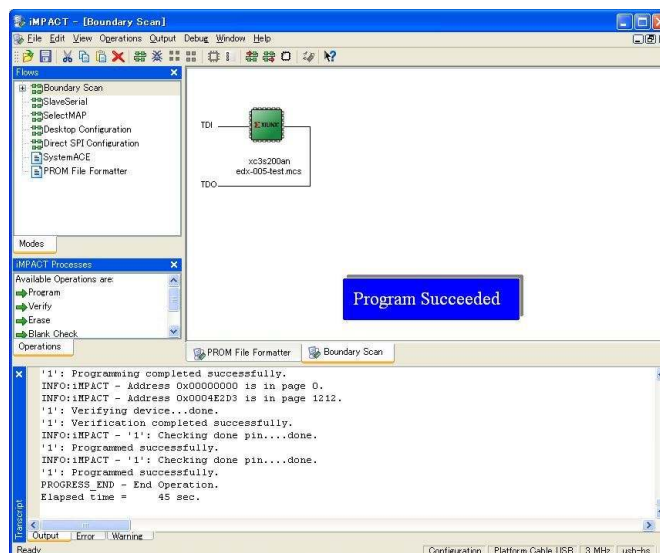 iMPACT - [Boundary Scan]
File Edit View Operations Output Debug Window Help
Flows
Boundary Scan
SlaveSerial
SelectMAP
Desktop Configuration
Direct SPI Configuration
SystemACE
PROM File Formatter
Modes
iMPACT Processes
Available Operations are:
Program
Verify
Erase
Blank Check
Operations
TDI
XILINX
xc3s200an
edx-005-test.mcs
TDO
Program Succeeded
PROM File Formatter
Boundary Scan
'1': Programming completed successfully.
INFO:iMPACT - Address 0x00000000 is in page 0.
INFO:iMPACT - Address 0x0004E2D3 is in page 1212.
'1': Verifying device...done.
'1': Verification completed successfully.
INFO:iMPACT - '1': Checking done pin....done.
'1': Programmed successfully.
INFO:iMPACT - '1': Checking done pin....done.
'1': Programmed successfully.
PROGRESS_END - End Operation.
Elapsed time =     45 sec.
Transcript
Output Error Warning
Ready
Configuration Platform Cable USB 3 MHz usb-hs